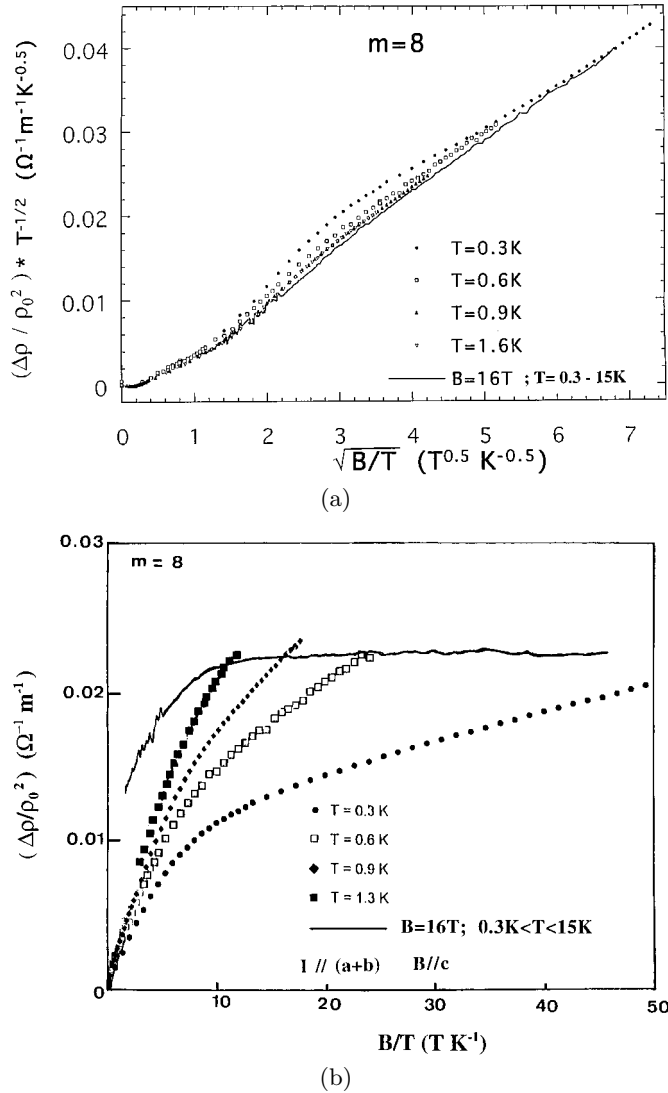 m=8
(Δρ / ρ₀²) * T⁻¹/² (Ω⁻¹m⁻¹K⁻⁰·⁵)
0.04
0.03
0.02
0.01
0
T=0.3K
T=0.6K
T=0.9K
T=1.6K
B=16T ; T= 0.3 - 15K
0 1 2 3 4 5 6 7
√B/T (T⁰·⁵ K⁻⁰·⁵)
(a)
0.03
m = 8
(Δρ/ρ₀²) (Ω⁻¹ m⁻¹)
0.02
0.01
T = 0.3 K
T = 0.6 K
T = 0.9 K
T = 1.3 K
B=16T; 0.3K<T<15K
I // (a+b) B//c
0
0 10 20 30 40 50
B/T (T K⁻¹)
(b)